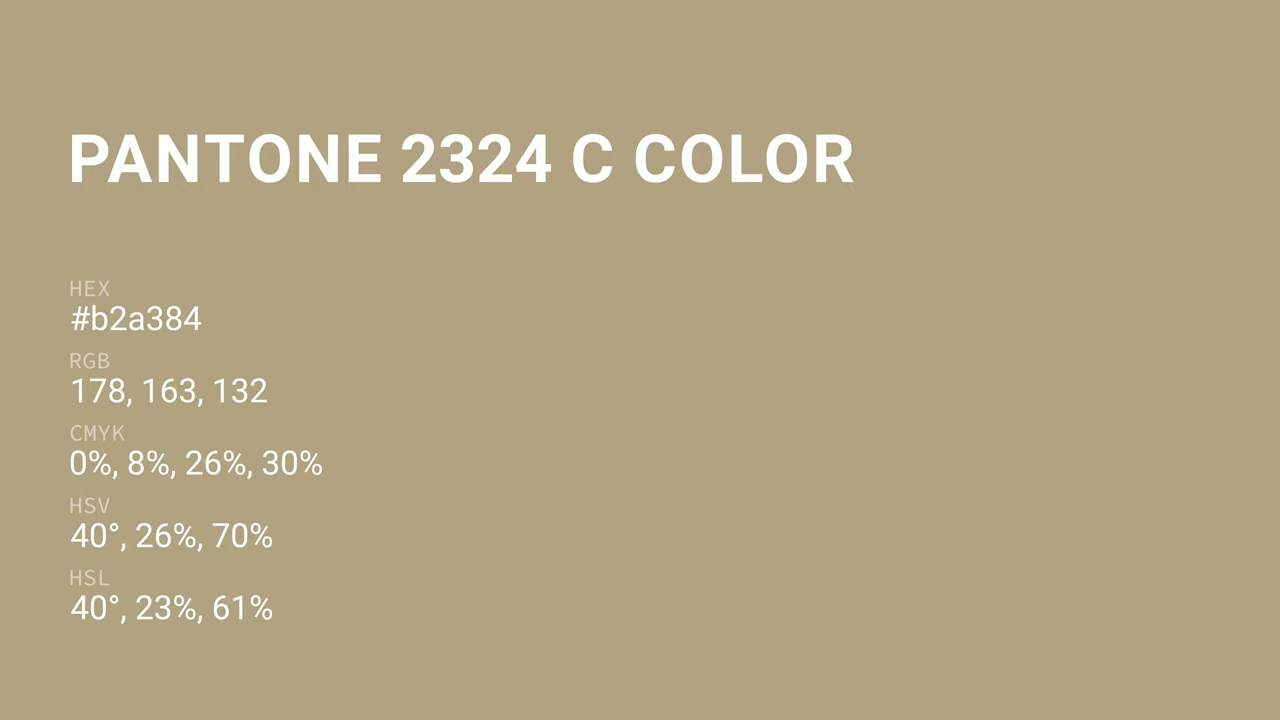 PANTONE 2324 C COLOR
HEX
#b2a384
RGB
178, 163, 132
CMYK
0%, 8%, 26%, 30%
HSV
40°, 26%, 70%
HSL
40°, 23%, 61%